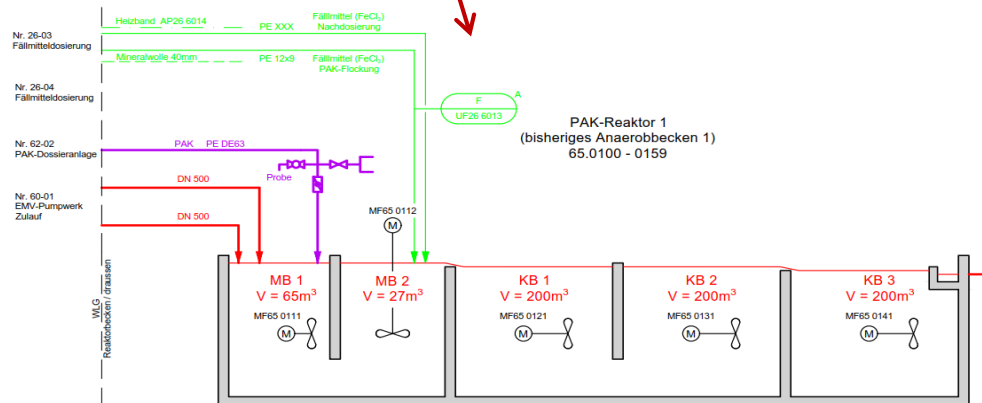 Heizband AP26 6014
PE XXX
Fällmittel (FeCl₃)
Nachdosierung
Nr. 26-03
Fällmitteldosierung
Mineralwolle 40mm
PE 12x9
Fällmittel (FeCl₃)
PAK-Flockung
Nr. 26-04
Fällmitteldosierung
F
A
UF26 6013
PAK-Reaktor 1
(bisheriges Anaerobbecken 1)
65.0100 - 0159
Nr. 62-02
PAK-Dossieranlage
PAK PE DE63
Probe
Nr. 60-01
EMV-Pumpwerk
Zulauf
DN 500
DN 500
MF65 0112
M
WLG
Reaktorbecken / draussen
MB 1
V = 65m³
MF65 0111
M
MB 2
V = 27m³
KB 1
V = 200m³
MF65 0121
M
KB 2
V = 200m³
MF65 0131
M
KB 3
V = 200m³
MF65 0141
M